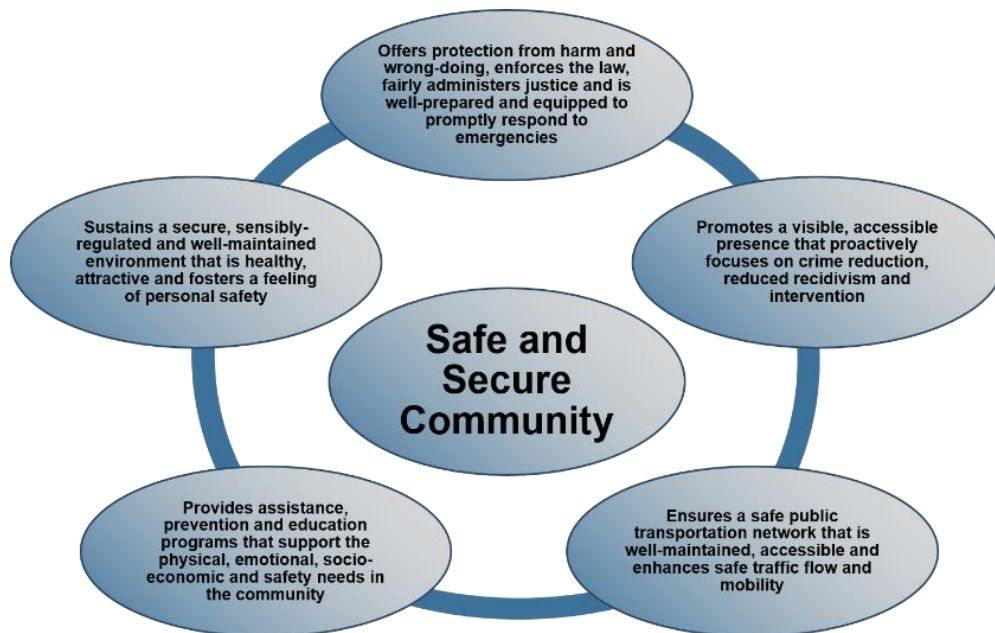 Offers protection from harm and
wrong-doing, enforces the law,
fairly administers justice and is
well-prepared and equipped to
promptly respond to
emergencies
Promotes a visible, accessible
presence that proactively
focuses on crime reduction,
reduced recidivism and
intervention
Ensures a safe public
transportation network that is
well-maintained, accessible and
enhances safe traffic flow and
mobility
Provides assistance,
prevention and education
programs that support the
physical, emotional, socio-
economic and safety needs in
the community
Sustains a secure, sensibly-
regulated and well-maintained
environment that is healthy,
attractive and fosters a feeling
of personal safety
Safe and
Secure
Community